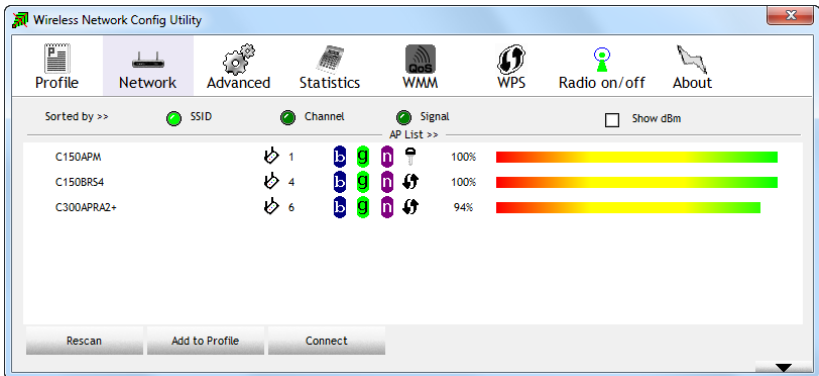 Wireless Network Config Utility
Profile Network Advanced Statistics QoS WMM WPS Radio on/off About
Sorted by >> SSID Channel Signal Show dBm
AP List >>
C150APM 1 b g n 100%
C150BRS4 4 b g n 100%
C300APRA2+ 6 b g n 94%
Rescan Add to Profile Connect